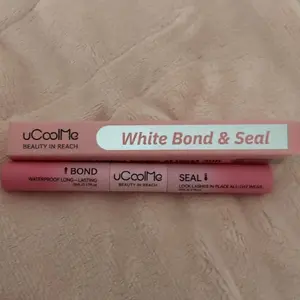 uCoolMe
BEAUTY IN REACH.
White Bond & Seal
BOND
WATERPROOF LONG-LASTING
uCoolMe
BEAUTY IN REACH.
SEAL
LOCK LASHES IN PLACE ALL-DAY WEAR